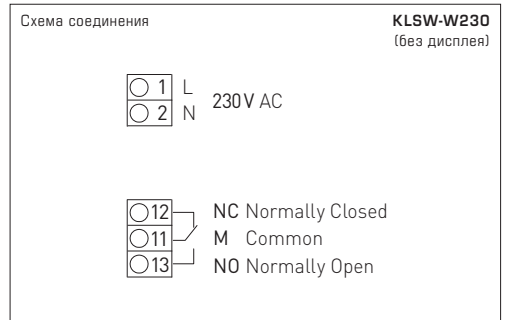 Схема соединения KLSW-W230
(без дисплея)
1 L
230 V AC
2 N
12 NC Normally Closed
11 M Common
13 NO Normally Open